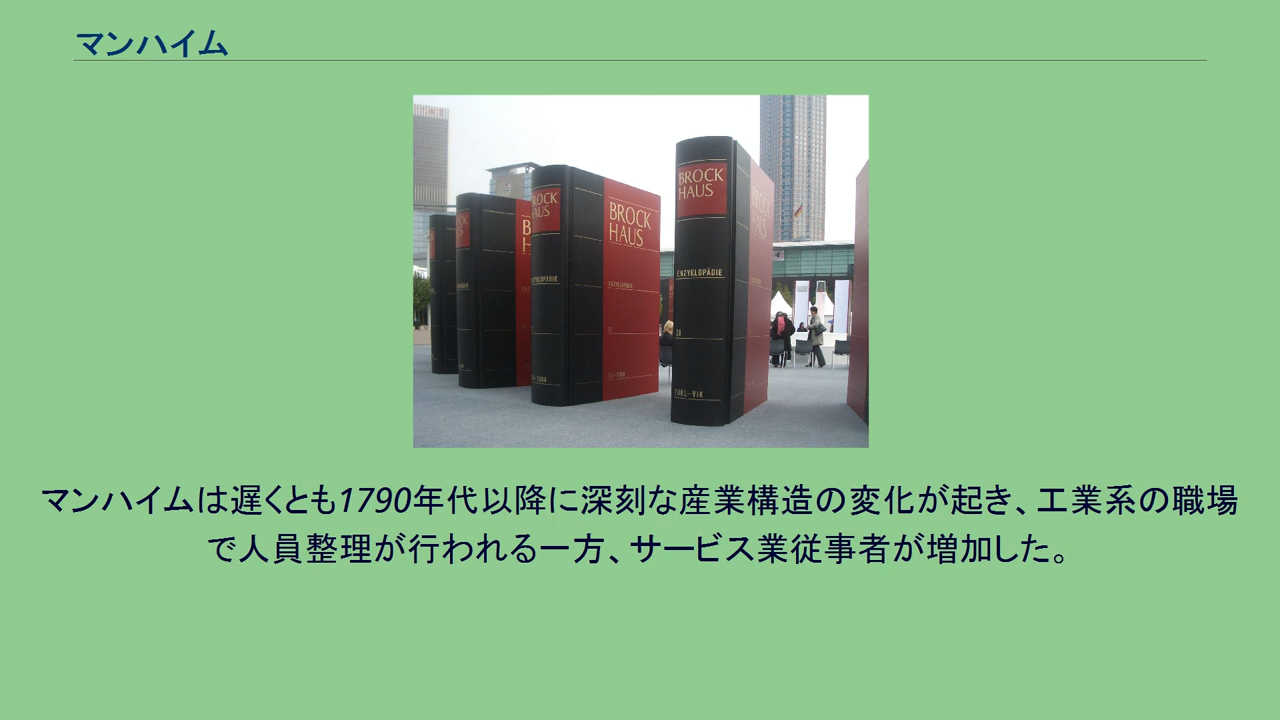 マンハイム
BROCK
HAUS
BROCK
HAUS
BROCK
HAUS
ENZYKLOPÄDIE
ENZYKLOPÄDIE
マンハイムは遅くとも1790年代以降に深刻な産業構造の変化が起き、工業系の職場
で人員整理が行われる一方、サービス業従事者が増加した。